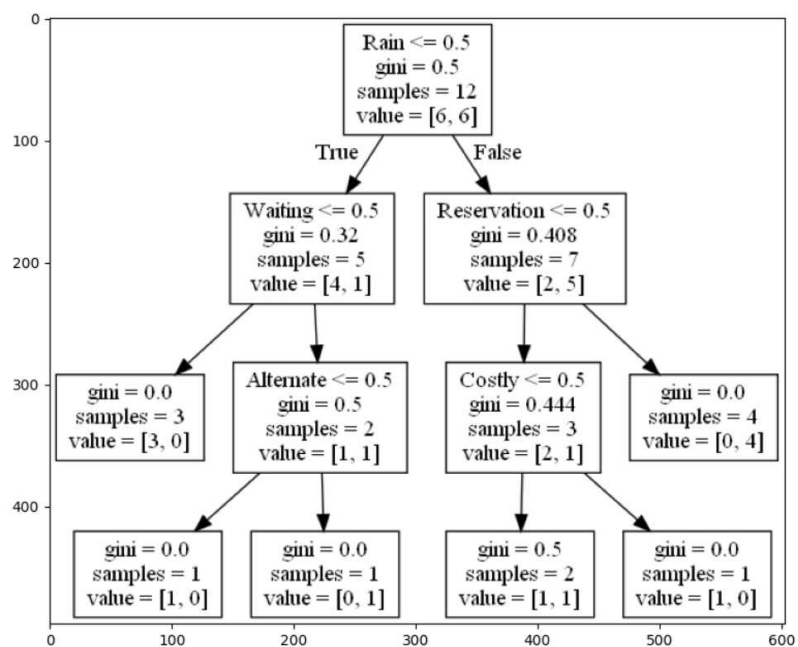 Rain <= 0.5
gini = 0.5
samples = 12
value = [6, 6]
True
False
Waiting <= 0.5
gini = 0.32
samples = 5
value = [4, 1]
Reservation <= 0.5
gini = 0.408
samples = 7
value = [2, 5]
gini = 0.0
samples = 3
value = [3, 0]
Alternate <= 0.5
gini = 0.5
samples = 2
value = [1, 1]
Costly <= 0.5
gini = 0.444
samples = 3
value = [2, 1]
gini = 0.0
samples = 4
value = [0, 4]
gini = 0.0
samples = 1
value = [1, 0]
gini = 0.0
samples = 1
value = [0, 1]
gini = 0.5
samples = 2
value = [1, 1]
gini = 0.0
samples = 1
value = [1, 0]
0
100
200
300
400
0
100
200
300
400
500
600